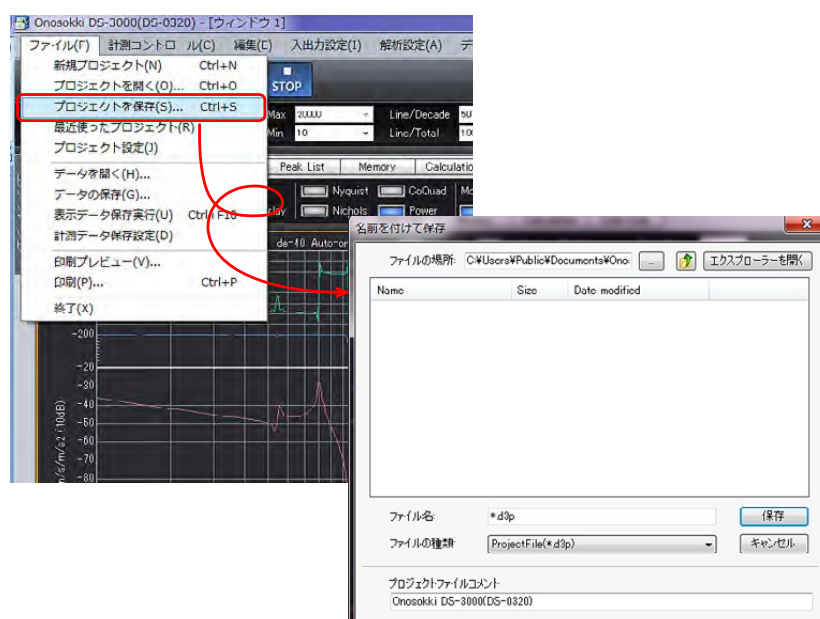 Onosokki DS-3000(DS-0320) - [ウィンドウ 1]
ファイル(F) 計測コントロ ル(C) 編集(E) 入出力設定(I) 解析設定(A) デ
新規プロジェクト(N) Ctrl+N
プロジェクトを開く(O)... Ctrl+O
プロジェクトを保存(S)... Ctrl+S
最近使ったプロジェクト(R)
プロジェクト設定(J)
データを開く(H)...
データの保存(G)...
表示データ保存実行(U) Ctrl+F10
計測データ保存設定(D)
印刷プレビュー(V)...
印刷(P)... Ctrl+P
終了(X)
STOP
Max 20000 Line/Decade
Min 10 Line/Total
Peak List Memory Calculatio
Nyquist CoQuad Mo
Nichols Power
-200
-20
-30
-40
-50
-60
-70
-80
名前を付けて保存
ファイルの場所: C:¥Users¥Public¥Documents¥Ono: ... エクスプローラーを開く
Name Size Date modified
ファイル名: *.d3p 保存
ファイルの種類: ProjectFile(*.d3p) キャンセル
プロジェクトファイルコメント
Onosokki DS-3000(DS-0320)